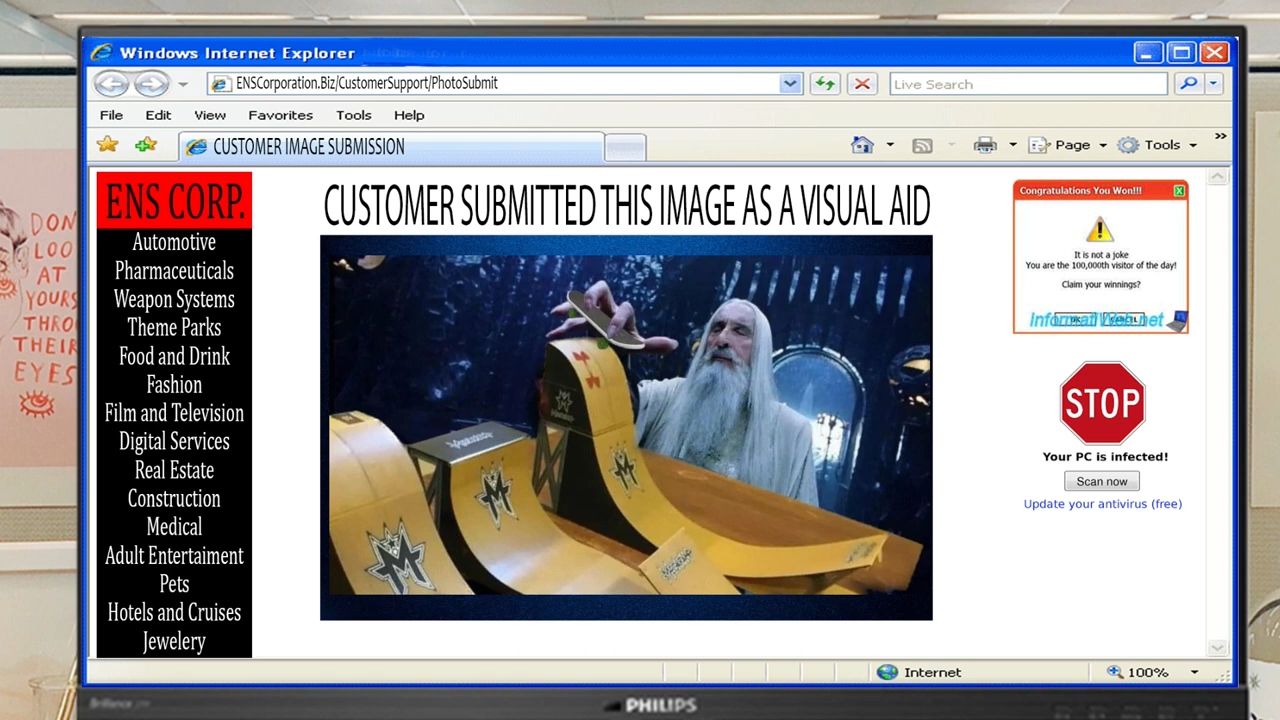 Windows Internet Explorer
ENSCorporation.Biz/CustomerSupport/PhotoSubmit
Live Search
File Edit View Favorites Tools Help
CUSTOMER IMAGE SUBMISSION
Page
Tools
ENS CORP.
Automotive
Pharmaceuticals
Weapon Systems
Theme Parks
Food and Drink
Fashion
Film and Television
Digital Services
Real Estate
Construction
Medical
Adult Entertaiment
Pets
Hotels and Cruises
Jewelery
CUSTOMER SUBMITTED THIS IMAGE AS A VISUAL AID
M
M
M
Congratulations You Won!!!
It is not a joke
You are the 100,000th visitor of the day!
Claim your winnings?
InformatiWeb.net
STOP
Your PC is infected!
Scan now
Update your antivirus (free)
Internet
100%
DON
LOO
AT
YOURS
THRO
THEIR
EYES
Brilliance
PHILIPS